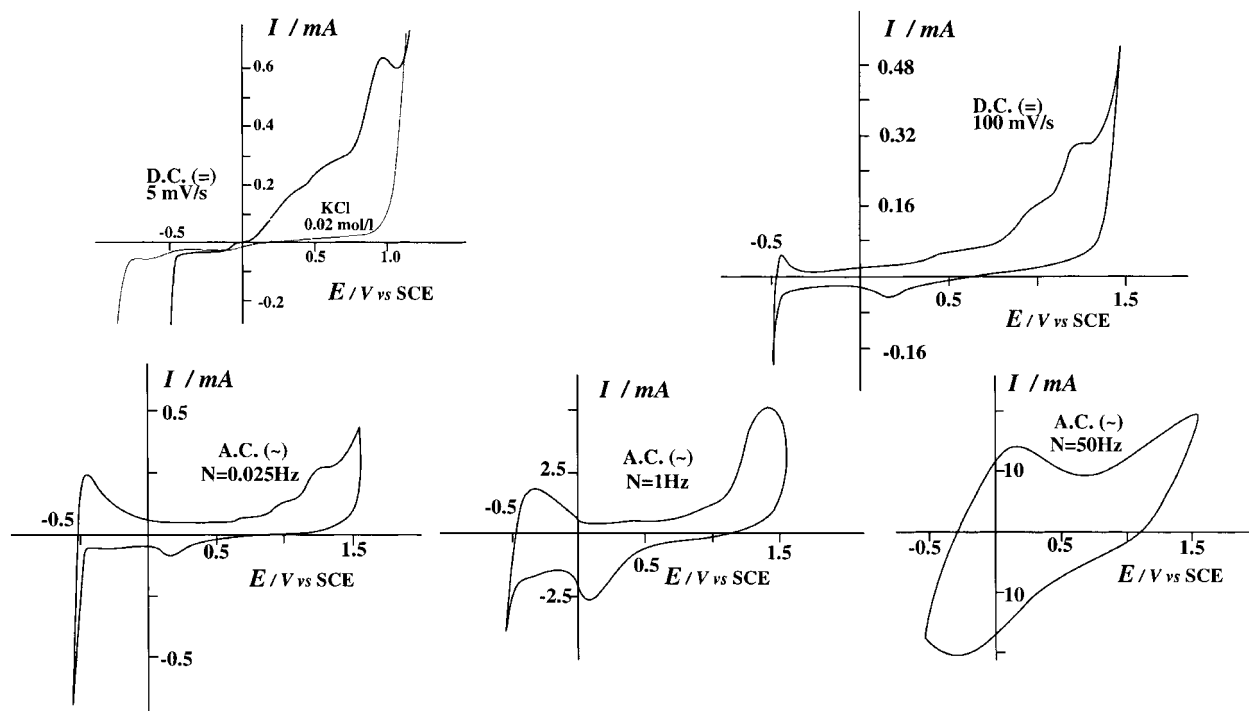 I / mA
0.6
0.4
0.2
D.C. (=)
5 mV/s
KCl
0.02 mol/l
-0.5
0.5
1.0
-0.2
E / V vs SCE
I / mA
0.48
D.C. (=)
100 mV/s
0.32
0.16
-0.5
0.5
1.5
E / V vs SCE
-0.16
I / mA
0.5
A.C. (~)
N=0.025Hz
-0.5
0.5
1.5
E / V vs SCE
-0.5
I / mA
A.C. (~)
N=1Hz
2.5
-0.5
0.5
1.5
E / V vs SCE
-2.5
I / mA
A.C. (~)
N=50Hz
10
-0.5
0.5
1.5
E / V vs SCE
10